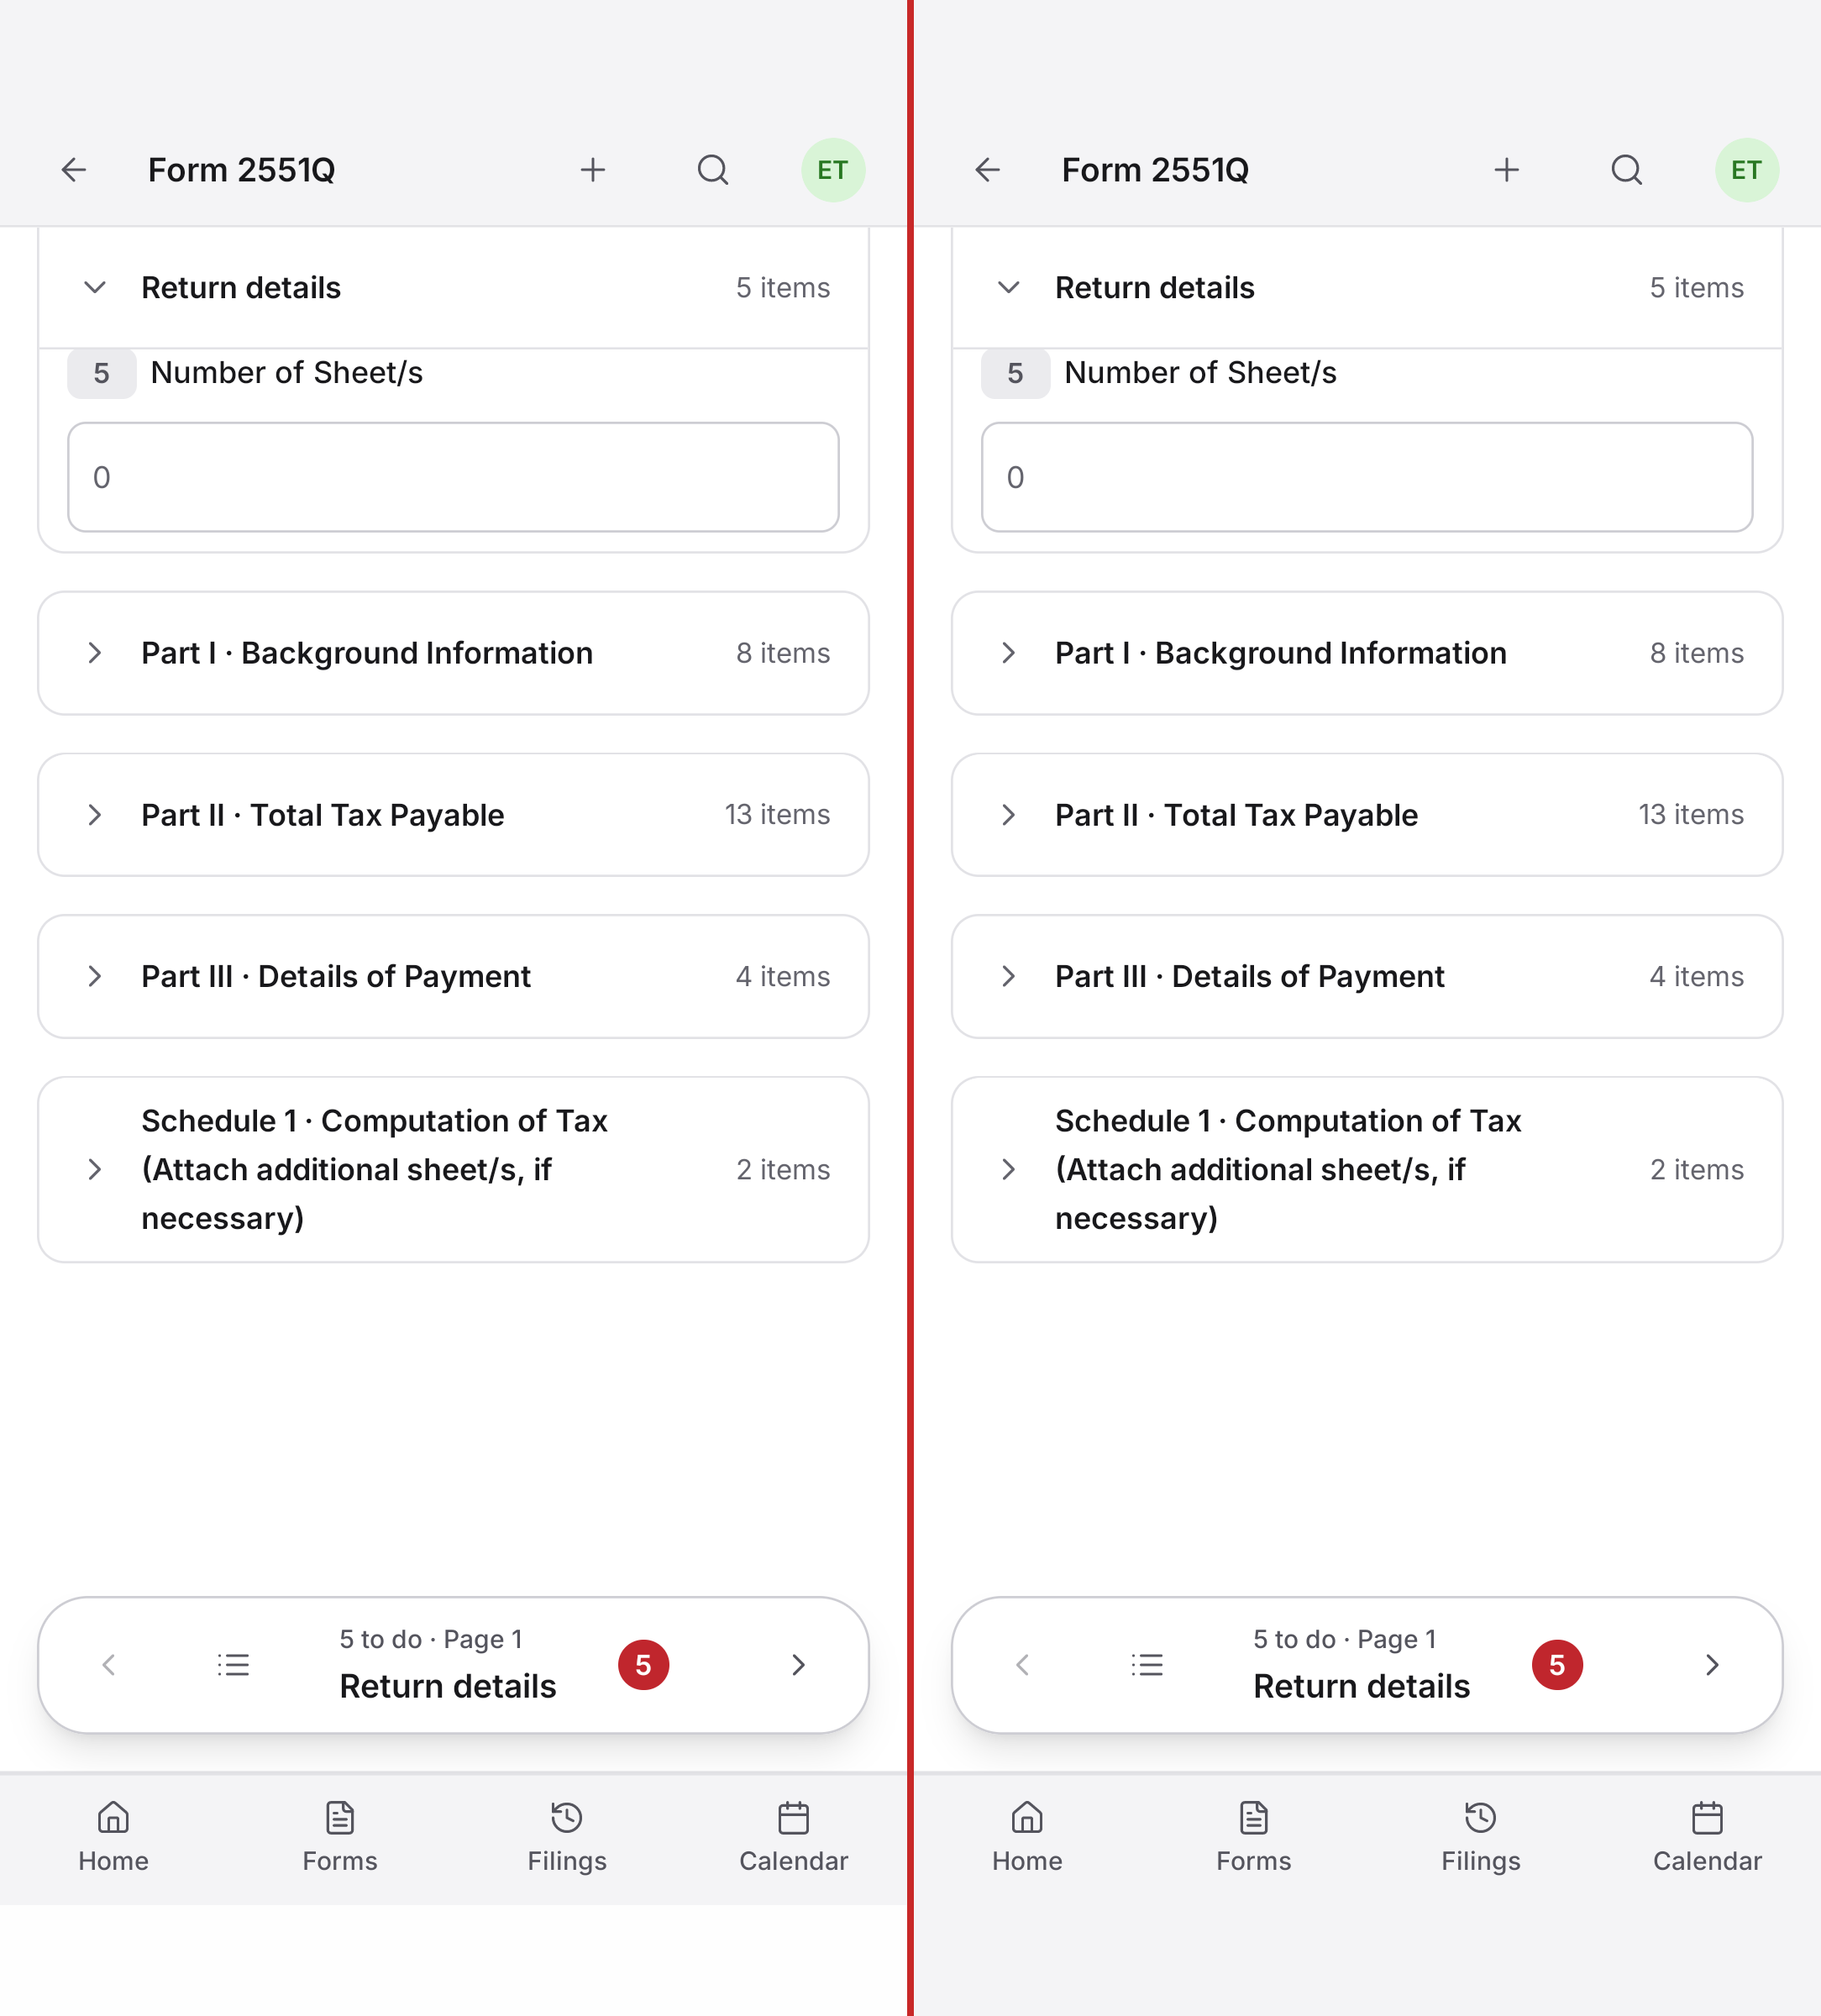 Form 2551Q
ET
Return details
5 items
5 Number of Sheet/s
0
Part I · Background Information
8 items
Part II · Total Tax Payable
13 items
Part III · Details of Payment
4 items
Schedule 1 · Computation of Tax
(Attach additional sheet/s, if
necessary)
2 items
5 to do · Page 1
Return details
5
Home
Forms
Filings
Calendar
Form 2551Q
ET
Return details
5 items
5 Number of Sheet/s
0
Part I · Background Information
8 items
Part II · Total Tax Payable
13 items
Part III · Details of Payment
4 items
Schedule 1 · Computation of Tax
(Attach additional sheet/s, if
necessary)
2 items
5 to do · Page 1
Return details
5
Home
Forms
Filings
Calendar